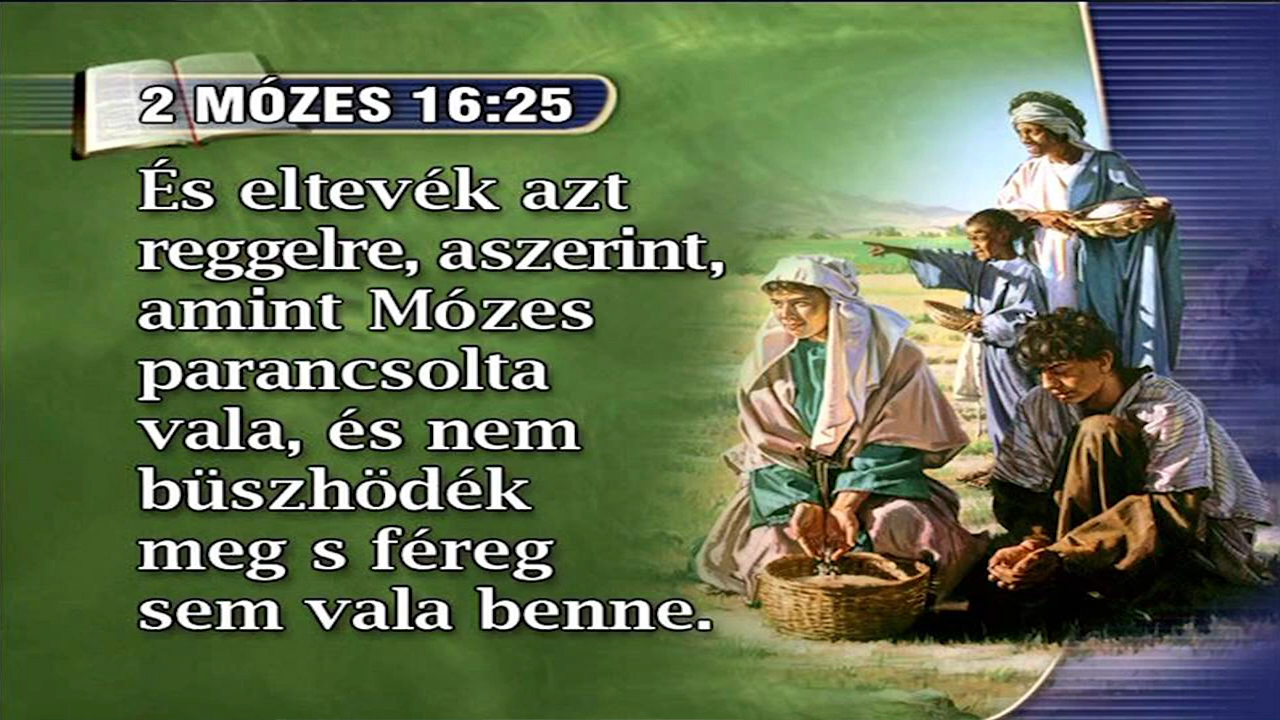 2 MÓZES 16:25
És eltevék azt
reggelre, aszerint,
amint Mózes
parancsolta
vala, és nem
büszhödék
meg s féreg
sem vala benne.